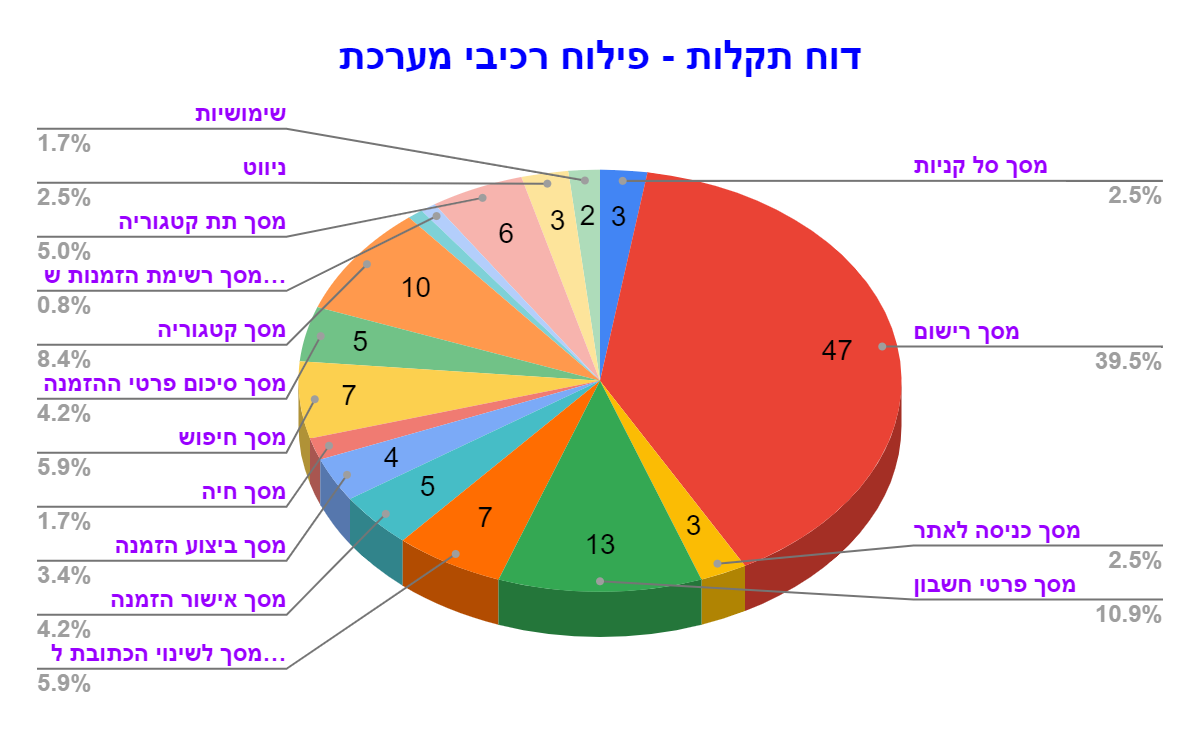 דוח תקלות - פילוח רכיבי מערכת
מסך סל קניות
2.5%
מסך רישום
39.5%
מסך כניסה לאתר
2.5%
מסך פרטי חשבון
10.9%
שימושיות
1.7%
ניווט
2.5%
מסך תת קטגוריה
5.0%
מסך רשימת הזמנות ש...
0.8%
מסך קטגוריה
8.4%
מסך סיכום פרטי ההזמנה
4.2%
מסך חיפוש
5.9%
מסך חיה
1.7%
מסך ביצוע הזמנה
3.4%
מסך אישור הזמנה
4.2%
מסך לשינוי הכתובת ל...
5.9%
3
47
3
13
7
5
4
7
5
10
6
3
2